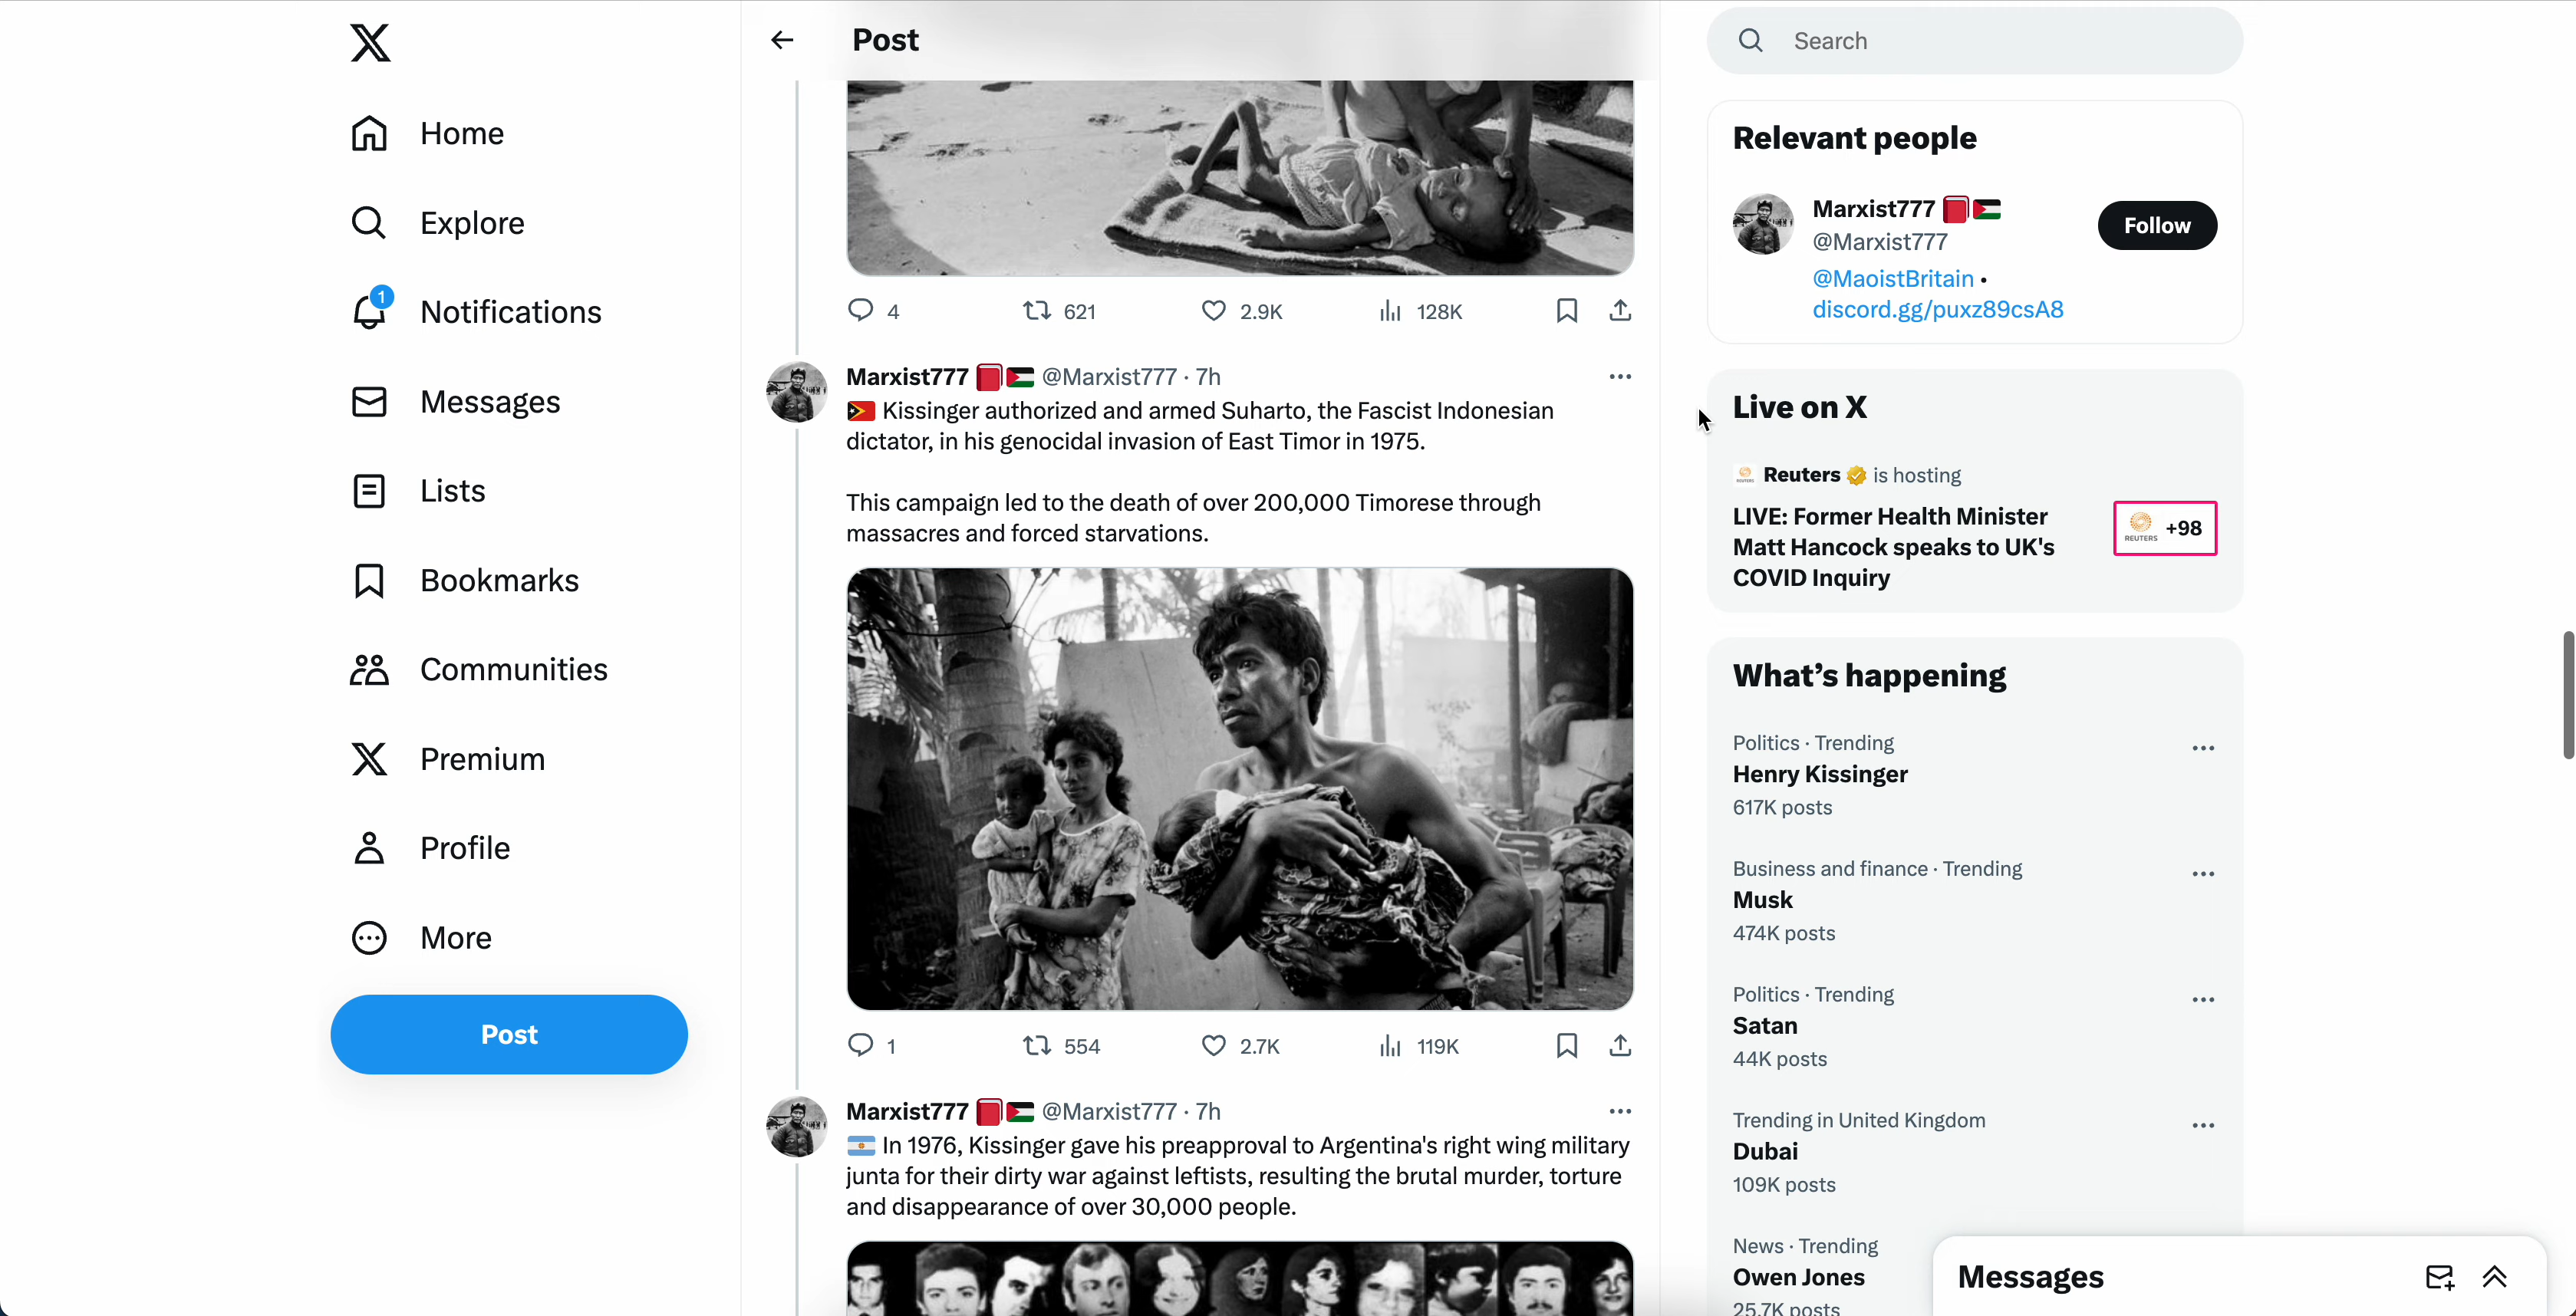 Home
Explore
1
Notifications
Messages
Lists
Bookmarks
Communities
Premium
Profile
More
Post
Post
4 621 2.9K 128K
Marxist777 @Marxist777 · 7h
Kissinger authorized and armed Suharto, the Fascist Indonesian
dictator, in his genocidal invasion of East Timor in 1975.
This campaign led to the death of over 200,000 Timorese through
massacres and forced starvations.
1 554 2.7K 119K
Marxist777 @Marxist777 · 7h
In 1976, Kissinger gave his preapproval to Argentina's right wing military
junta for their dirty war against leftists, resulting the brutal murder, torture
and disappearance of over 30,000 people.
Search
Relevant people
Marxist777
@Marxist777
Follow
@MaoistBritain •
discord.gg/puxz89csA8
Live on X
Reuters is hosting
LIVE: Former Health Minister
Matt Hancock speaks to UK's
COVID Inquiry
REUTERS +98
What's happening
Politics · Trending
Henry Kissinger
617K posts
Business and finance · Trending
Musk
474K posts
Politics · Trending
Satan
44K posts
Trending in United Kingdom
Dubai
109K posts
News · Trending
Owen Jones
25.7K posts
Messages